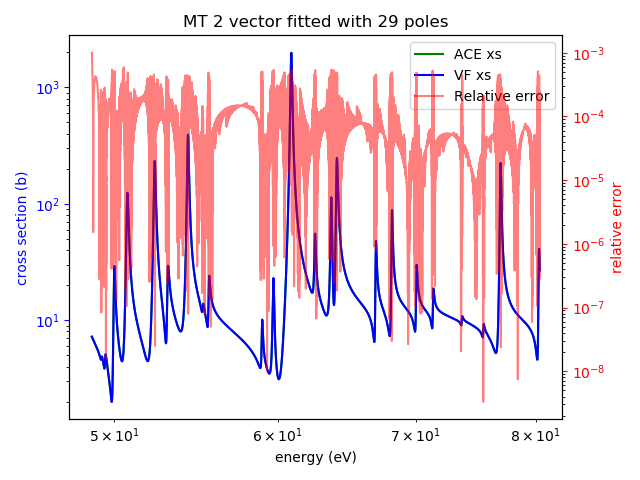 MT 2 vector fitted with 29 poles
ACE xs
VF xs
Relative error
10³
10²
10¹
10⁻³
10⁻⁴
10⁻⁵
10⁻⁶
10⁻⁷
10⁻⁸
cross section (b)
relative error
5 × 10¹
6 × 10¹
7 × 10¹
8 × 10¹
energy (eV)